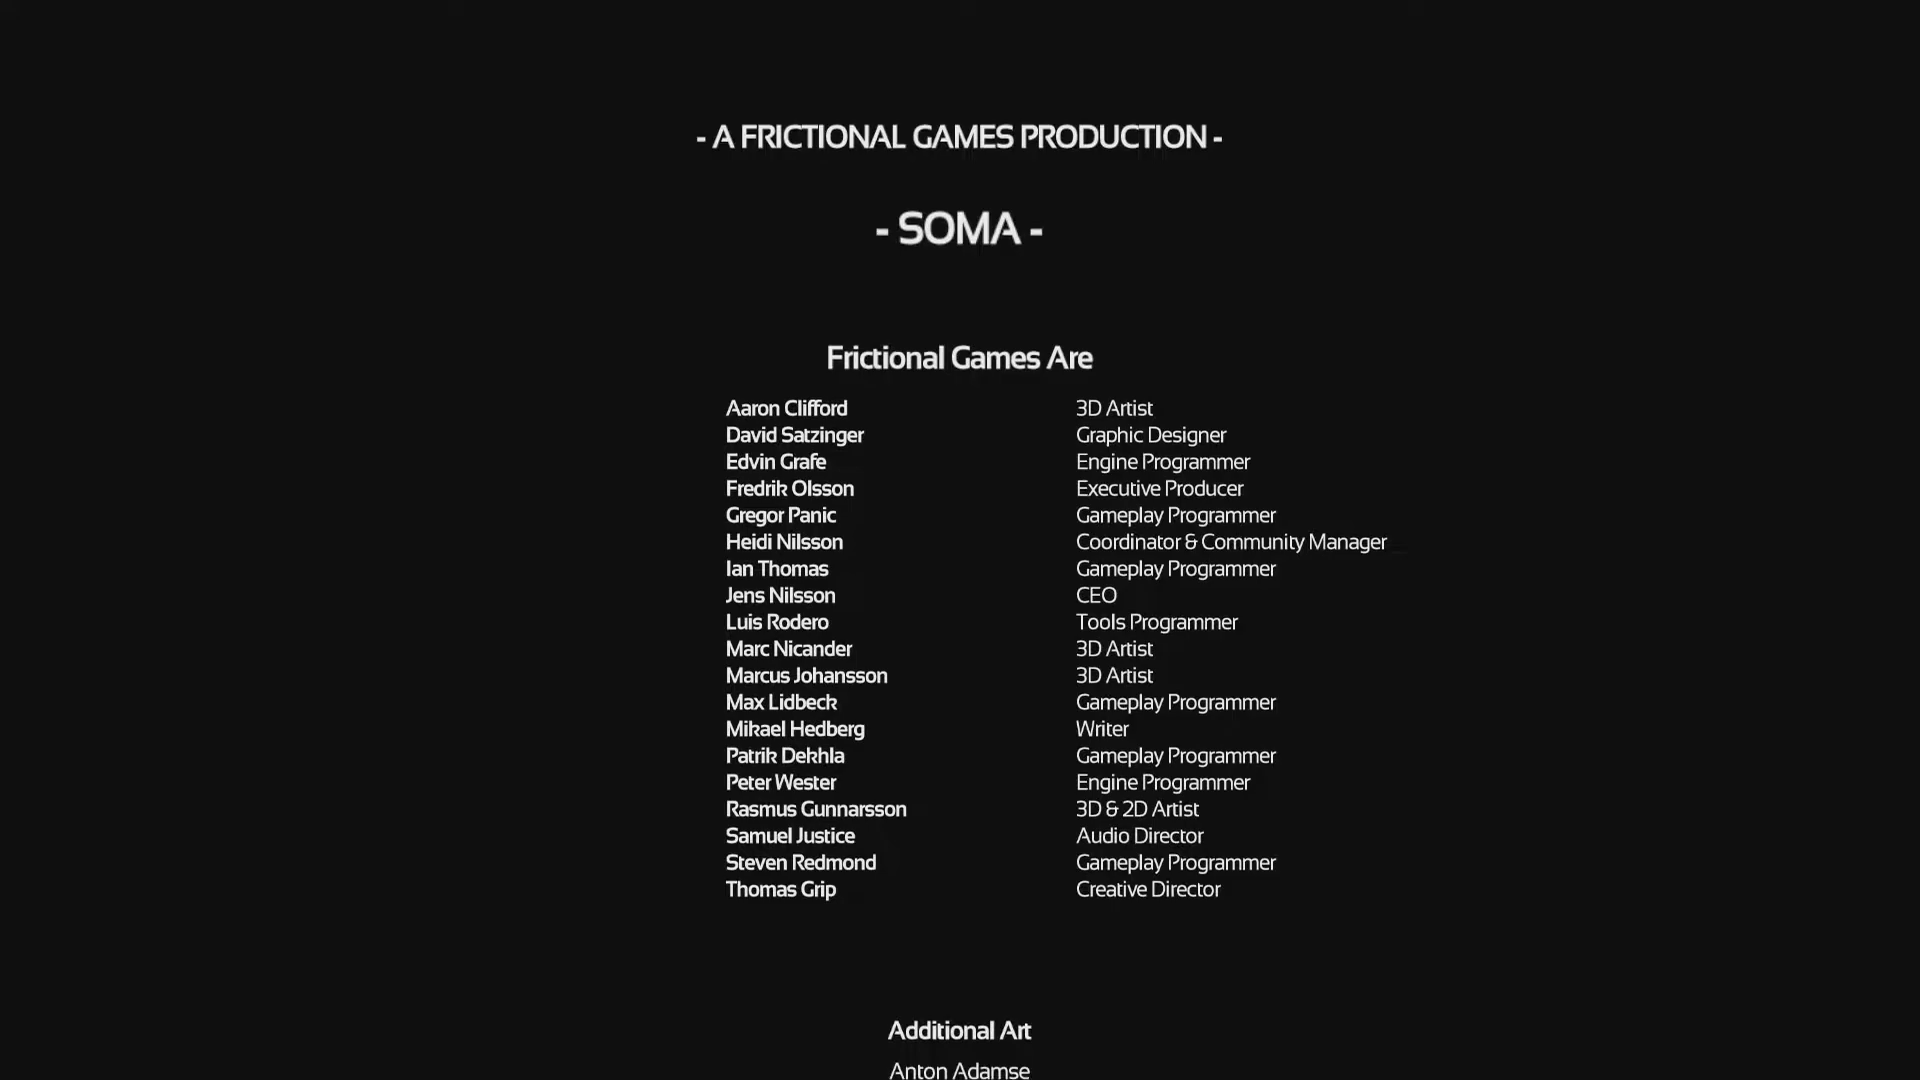 - A FRICTIONAL GAMES PRODUCTION -
- SOMA -
Frictional Games Are
Aaron Clifford 3D Artist
David Satzinger Graphic Designer
Edvin Grafe Engine Programmer
Fredrik Olsson Executive Producer
Gregor Panic Gameplay Programmer
Heidi Nilsson Coordinator & Community Manager
Ian Thomas Gameplay Programmer
Jens Nilsson CEO
Luis Rodero Tools Programmer
Marc Nicander 3D Artist
Marcus Johansson 3D Artist
Max Lidbeck Gameplay Programmer
Mikael Hedberg Writer
Patrik Dekhla Gameplay Programmer
Peter Wester Engine Programmer
Rasmus Gunnarsson 3D & 2D Artist
Samuel Justice Audio Director
Steven Redmond Gameplay Programmer
Thomas Grip Creative Director
Additional Art
Anton Adamse